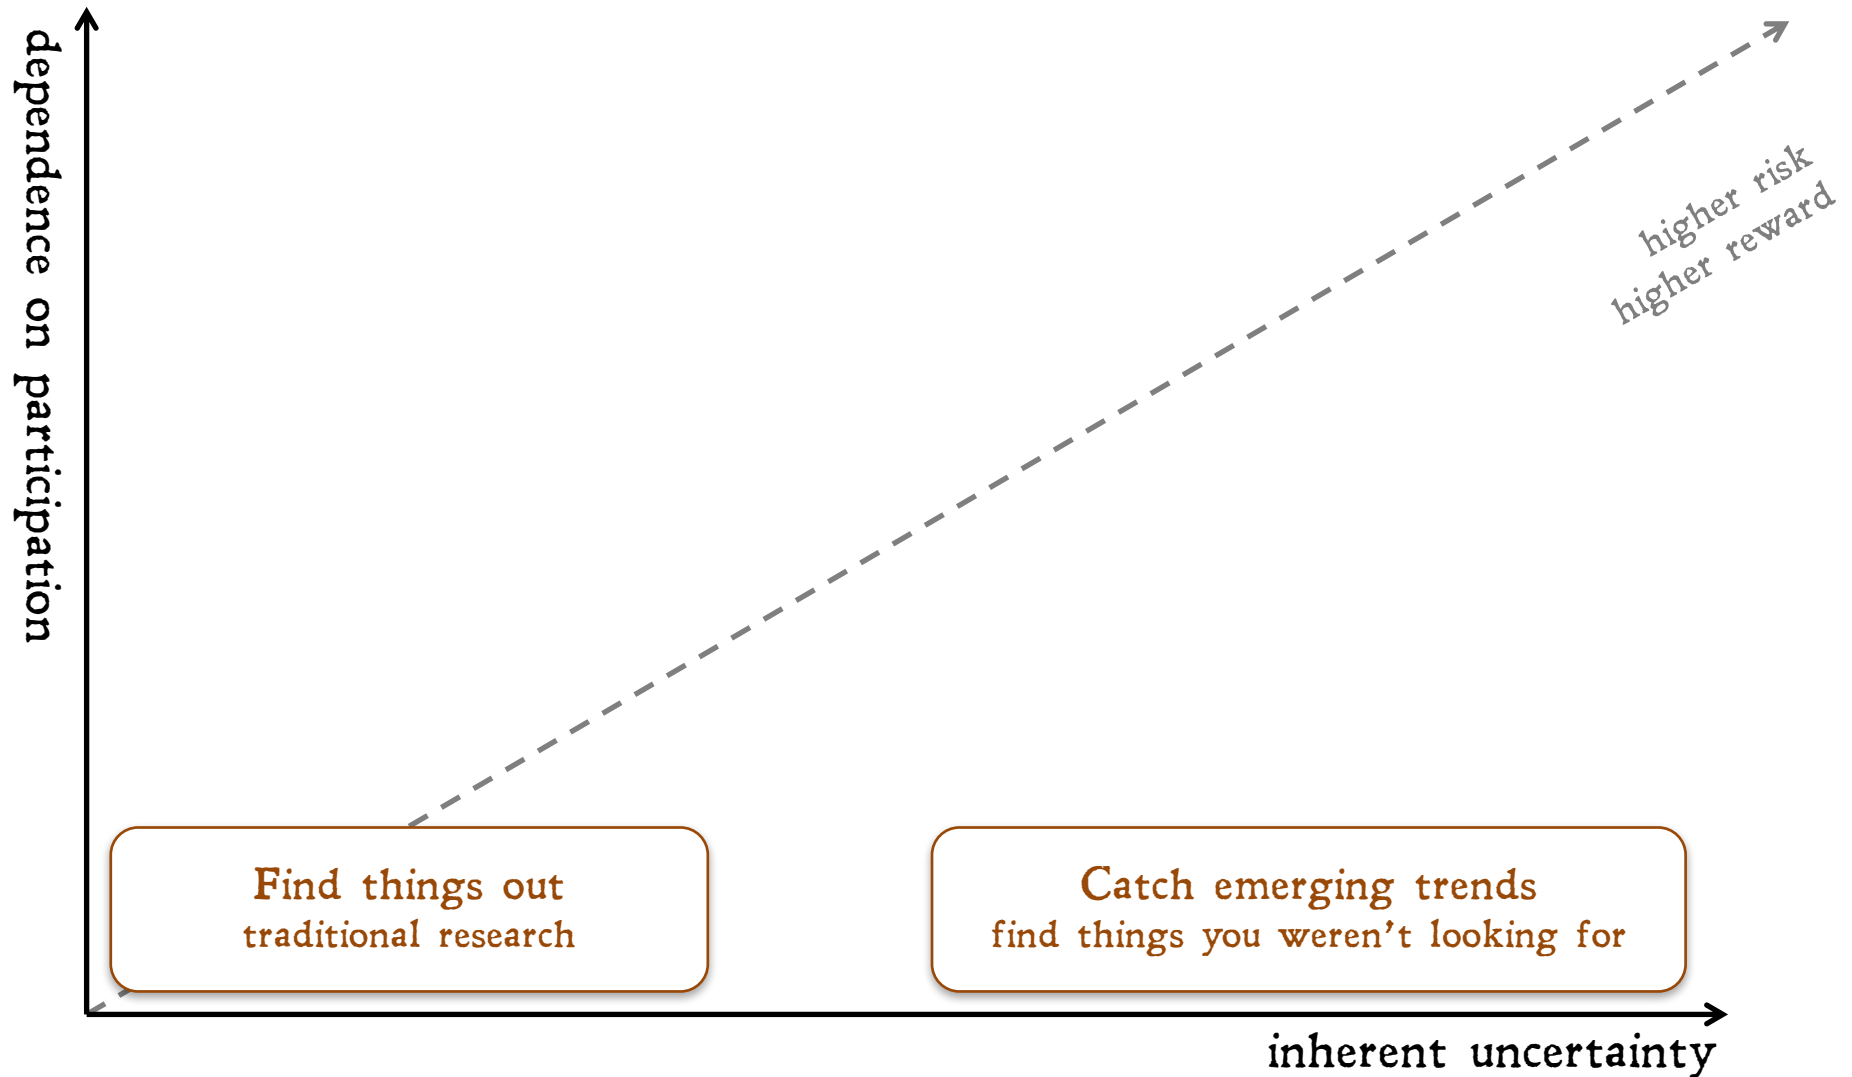 dependence on participation
higher risk
higher reward
Find things out
traditional research
Catch emerging trends
find things you weren't looking for
inherent uncertainty